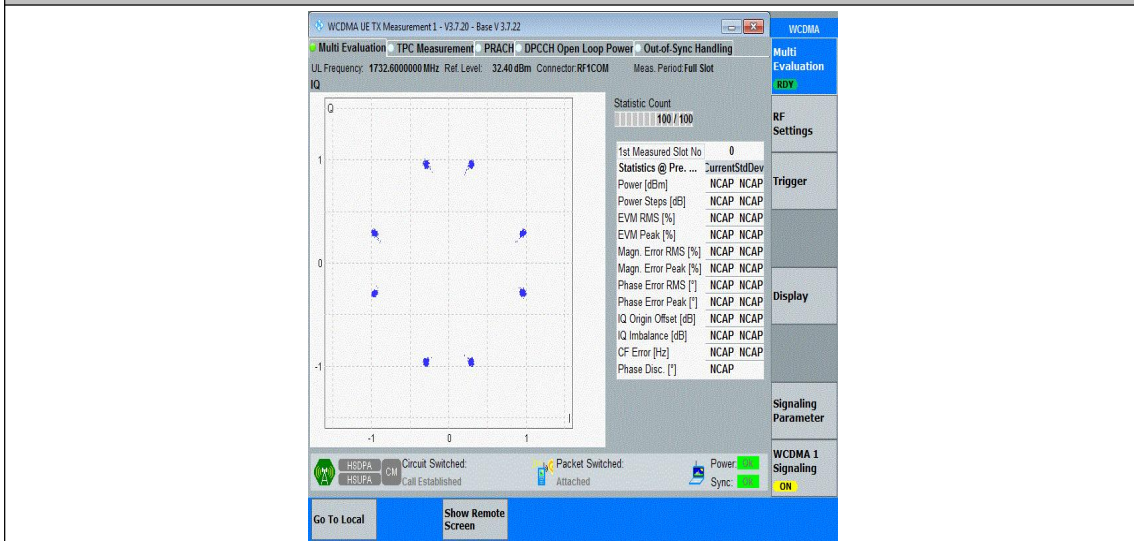 WCDMA UE TX Measurement 1 - V3.7.20 - Base V 3.7.22
Multi Evaluation TPC Measurement PRACH DPCCH Open Loop Power Out-of-Sync Handling
UL Frequency: 1732.6000000 MHz Ref. Level: 32.40 dBm Connector: RF1COM Meas. Period: Full Slot
IQ
Q
1
0
-1
-1 0 1
I
Statistic Count
100 / 100
1st Measured Slot No 0
Statistics @ Pre. ... Current StdDev
Power [dBm] NCAP NCAP
Power Steps [dB] NCAP NCAP
EVM RMS [%] NCAP NCAP
EVM Peak [%] NCAP NCAP
Magn. Error RMS [%] NCAP NCAP
Magn. Error Peak [%] NCAP NCAP
Phase Error RMS [°] NCAP NCAP
Phase Error Peak [°] NCAP NCAP
IQ Origin Offset [dB] NCAP NCAP
IQ Imbalance [dB] NCAP NCAP
CF Error [Hz] NCAP NCAP
Phase Disc. [°] NCAP
HSDPA
HSUPA
CM
Circuit Switched:
Call Established
Packet Switched:
Attached
Power: OK
Sync: OK
WCDMA
Multi
Evaluation
RDY
RF
Settings
Trigger
Display
Signaling
Parameter
WCDMA 1
Signaling
ON
Go To Local
Show Remote
Screen